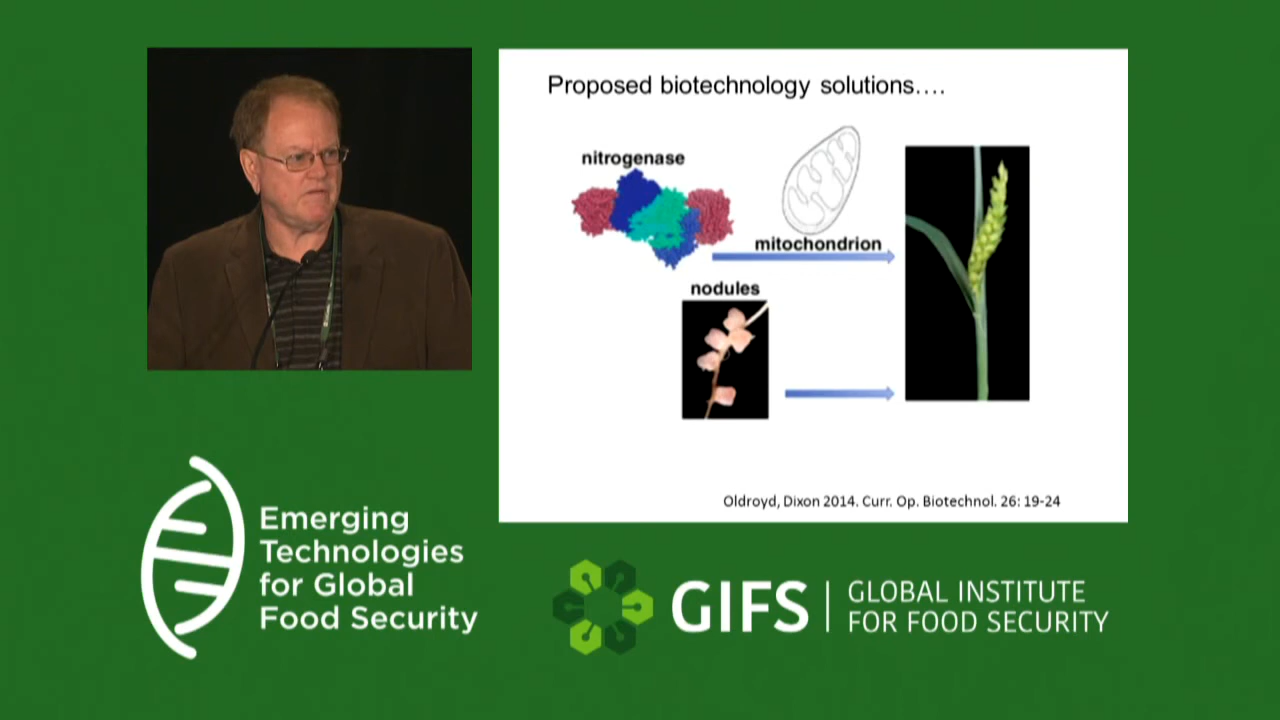 Proposed biotechnology solutions….
nitrogenase
mitochondrion
nodules
Oldroyd, Dixon 2014. Curr. Op. Biotechnol. 26: 19-24
Emerging
Technologies
for Global
Food Security
GIFS
GLOBAL INSTITUTE
FOR FOOD SECURITY